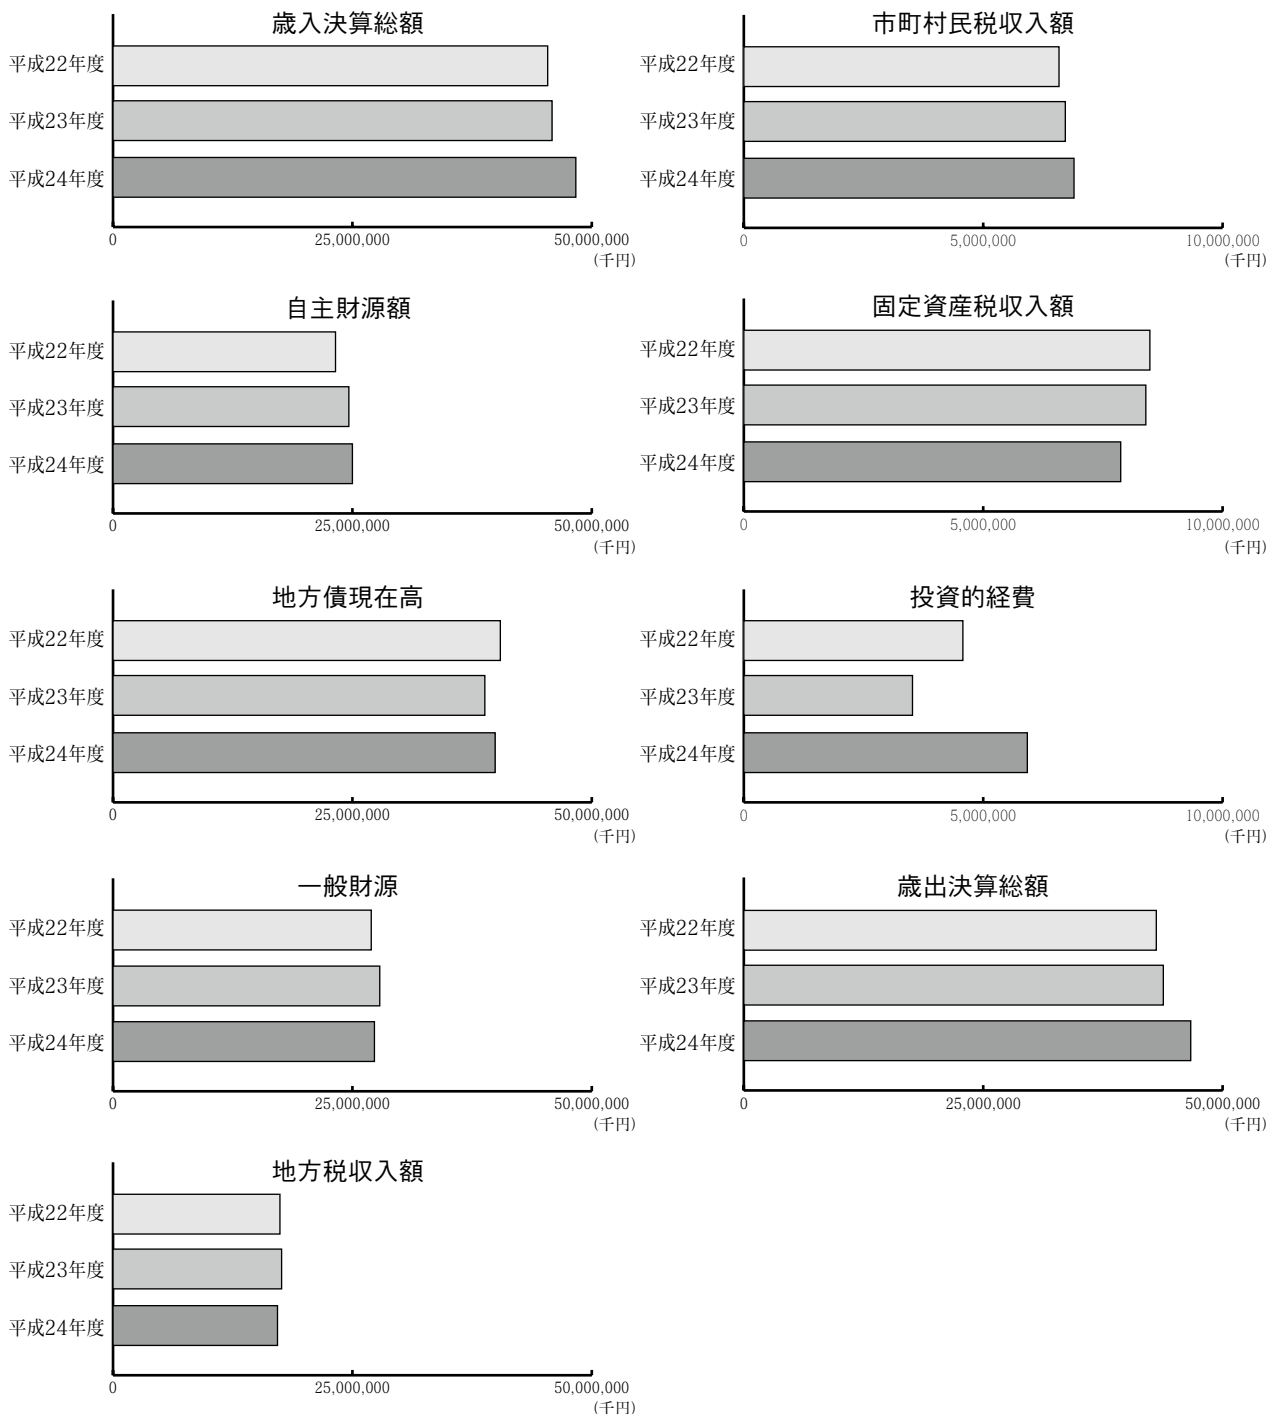 歳入決算総額
平成22年度
平成23年度
平成24年度
0 25,000,000 50,000,000
(千円)
市町村民税収入額
平成22年度
平成23年度
平成24年度
0 5,000,000 10,000,000
(千円)
自主財源額
平成22年度
平成23年度
平成24年度
0 25,000,000 50,000,000
(千円)
固定資産税収入額
平成22年度
平成23年度
平成24年度
0 5,000,000 10,000,000
(千円)
地方債現在高
平成22年度
平成23年度
平成24年度
0 25,000,000 50,000,000
(千円)
投資的経費
平成22年度
平成23年度
平成24年度
0 5,000,000 10,000,000
(千円)
一般財源
平成22年度
平成23年度
平成24年度
0 25,000,000 50,000,000
(千円)
歳出決算総額
平成22年度
平成23年度
平成24年度
0 25,000,000 50,000,000
(千円)
地方税収入額
平成22年度
平成23年度
平成24年度
0 25,000,000 50,000,000
(千円)